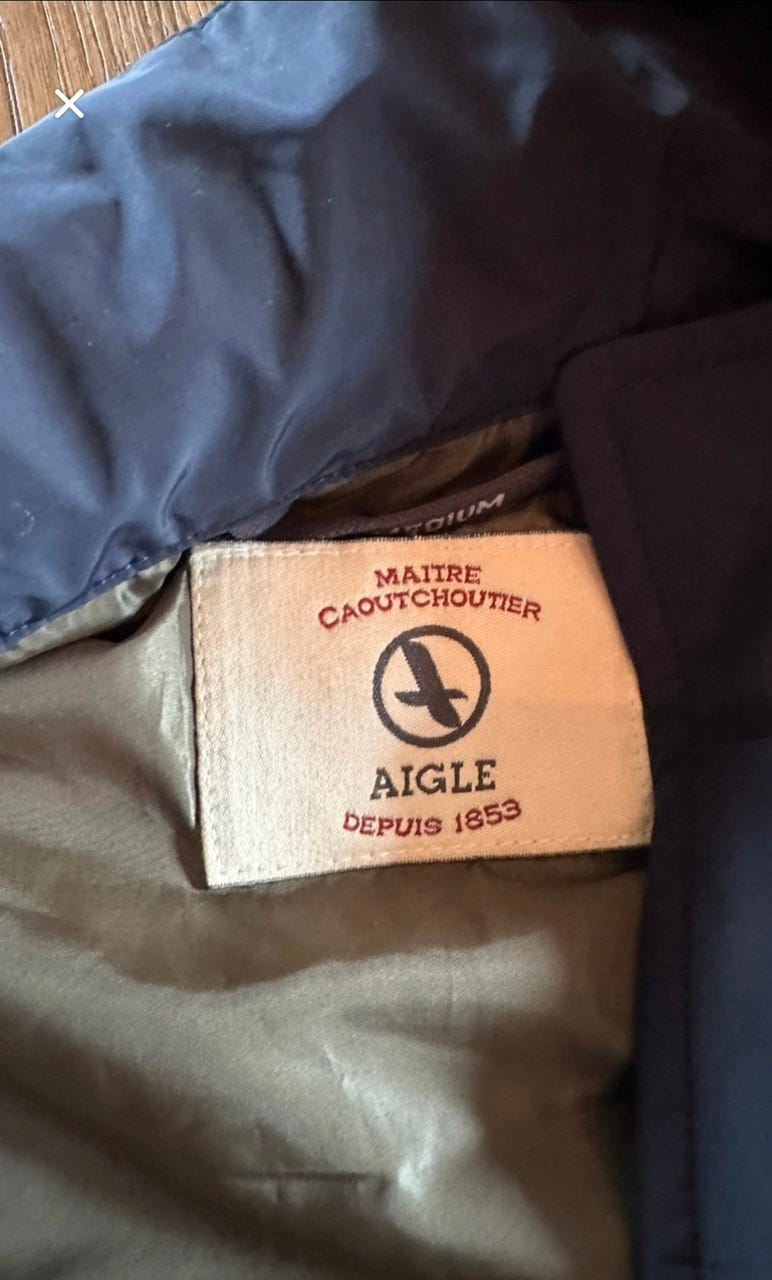 MAITRE
CAOUTCHOUTIER
AIGLE
DEPUIS 1853